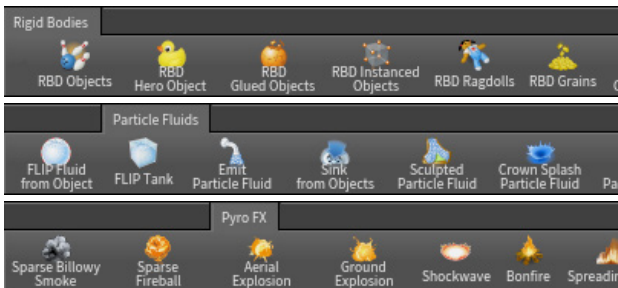 Rigid Bodies
RBD Objects
RBD
Hero Object
RBD
Glued Objects
RBD Instanced
Objects
RBD Ragdolls
RBD Grains
Particle Fluids
FLIP Fluid
from Object
FLIP Tank
Emit
Particle Fluid
Sink
from Objects
Sculpted
Particle Fluid
Crown Splash
Particle Fluid
Pyro FX
Sparse Billowy
Smoke
Sparse
Fireball
Aerial
Explosion
Ground
Explosion
Shockwave
Bonfire